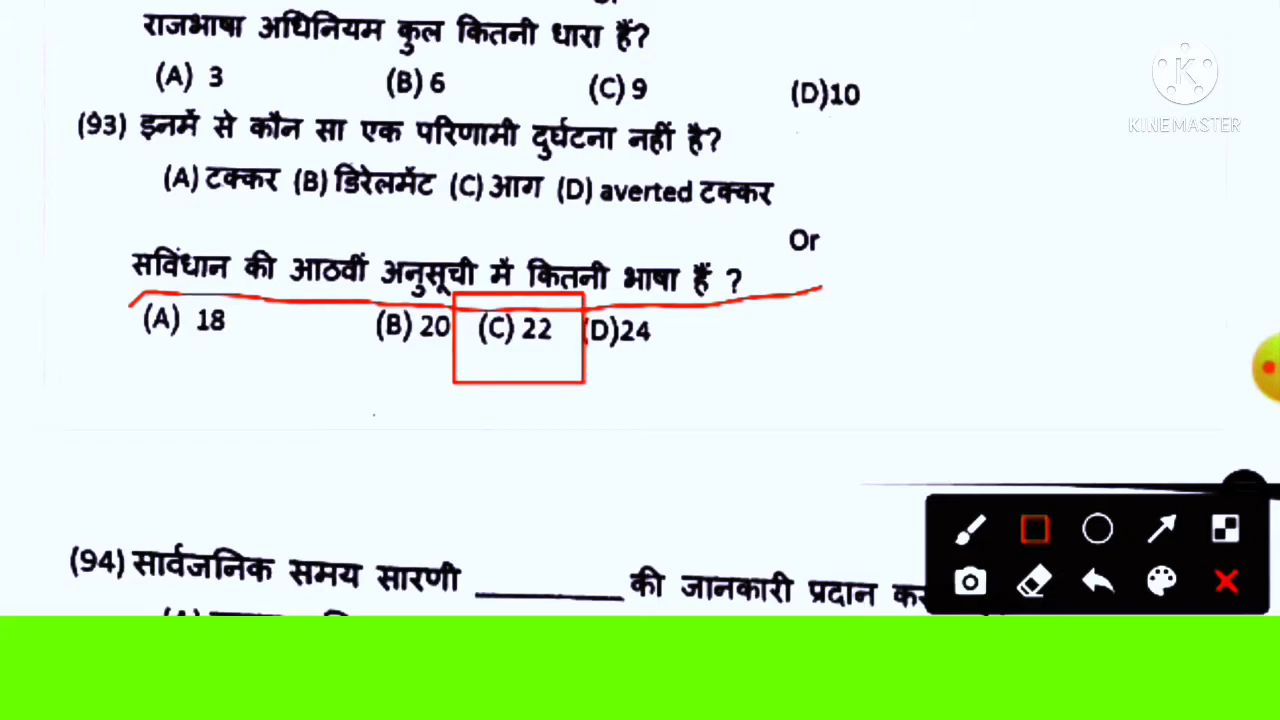 राजभाषा अधिनियम कुल कितनी धारा हैं?
(A) 3 (B) 6 (C) 9 (D)10
(93) इनमें से कौन सा एक परिणामी दुर्घटना नहीं है?
(A) टक्कर (B) डिरेलमेंट (C) आग (D) averted टक्कर
Or
सविंधान की आठवीं अनुसूची में कितनी भाषा हैं ?
(A) 18 (B) 20 (C) 22 (D)24
(94) सार्वजनिक समय सारणी __________ की जानकारी प्रदान
KINEMASTER